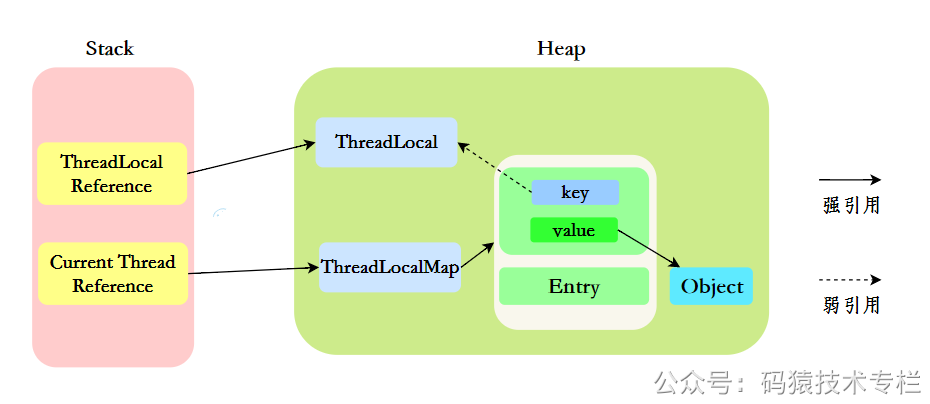 Stack
Heap
ThreadLocal
Reference
ThreadLocal
key
value
强引用
Current Thread
Reference
ThreadLocalMap
Entry
Object
弱引用
公众号：码猿技术专栏